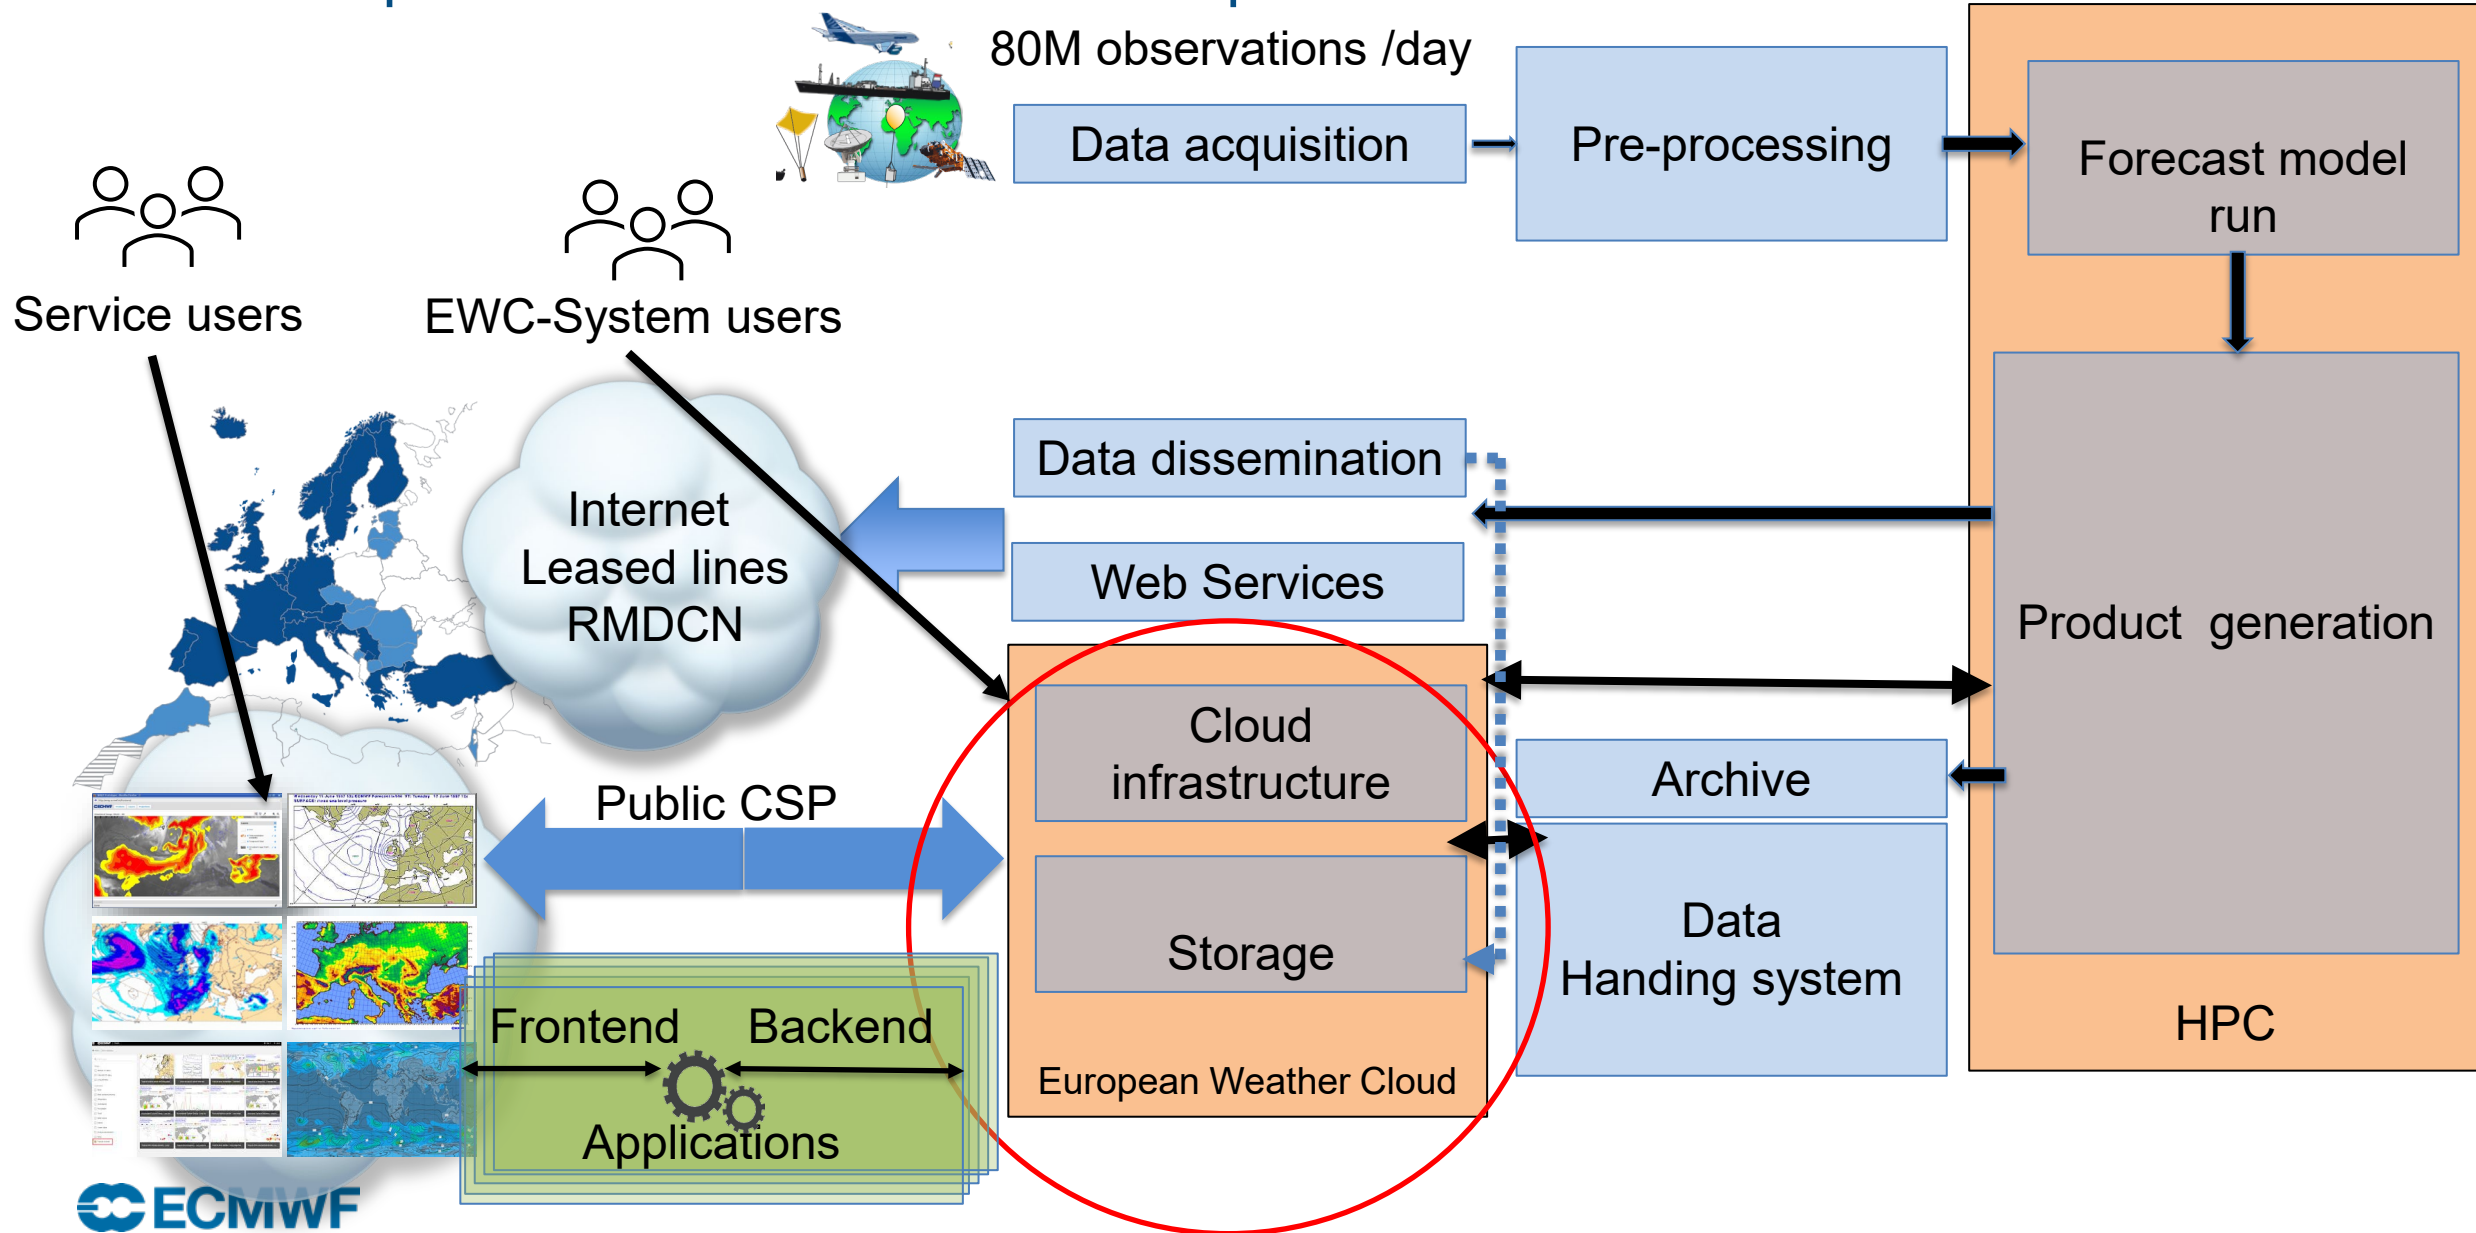 80M observations /day
Data acquisition
Pre-processing
Forecast model
run
Service users
EWC-System users
Data dissemination
Internet
Leased lines
RMDCN
Web Services
Product  generation
Cloud
infrastructure
Public CSP
Archive
Storage
Data
Handing system
HPC
Frontend
Backend
European Weather Cloud
Applications
ECMWF